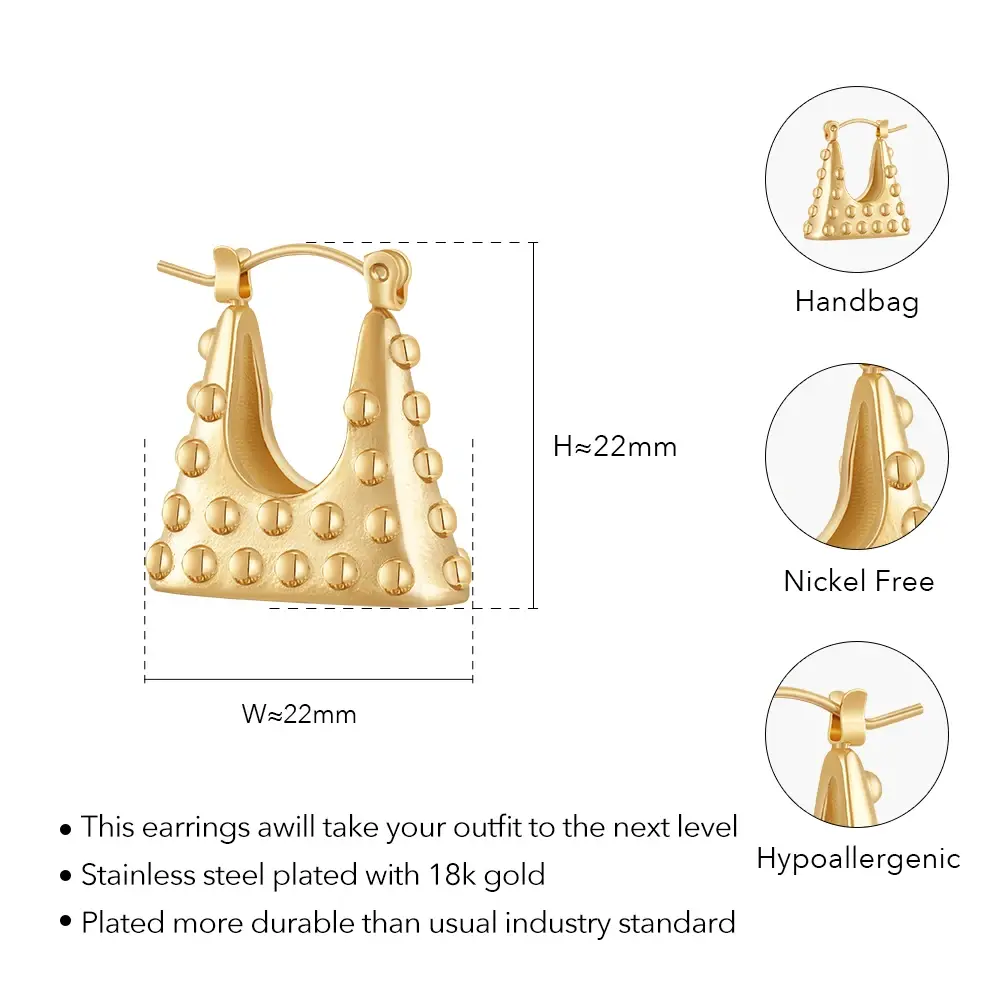 Handbag
H≈22mm
Nickel Free
W≈22mm
• This earrings awill take your outfit to the next level
Hypoallergenic
• Stainless steel plated with 18k gold
• Plated more durable than usual industry standard